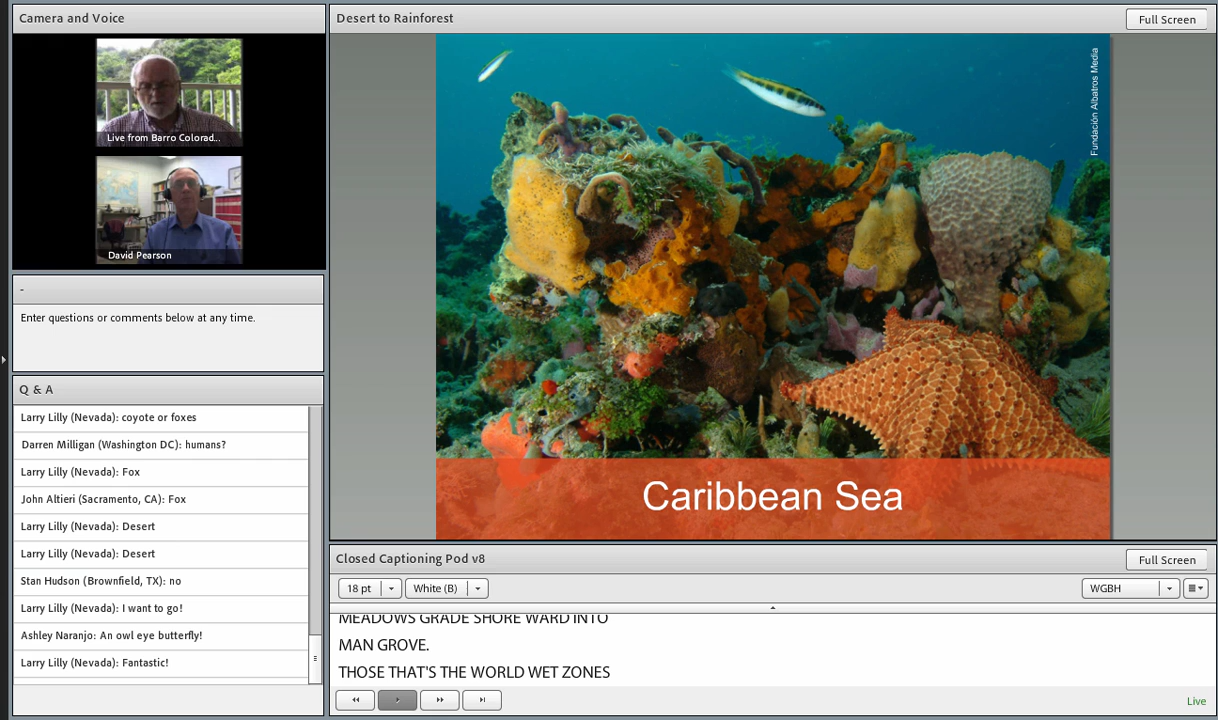 Camera and Voice
Live from Barro Colorad...
David Pearson
-
Enter questions or comments below at any time.
Q & A
Larry Lilly (Nevada): coyote or foxes
Darren Milligan (Washington DC): humans?
Larry Lilly (Nevada): Fox
John Altieri (Sacramento, CA): Fox
Larry Lilly (Nevada): Desert
Larry Lilly (Nevada): Desert
Stan Hudson (Brownfield, TX): no
Larry Lilly (Nevada): I want to go!
Ashley Naranjo: An owl eye butterfly!
Larry Lilly (Nevada): Fantastic!
Desert to Rainforest
Full Screen
Fundación Albatros Media
Caribbean Sea
Closed Captioning Pod v8
Full Screen
18 pt
White (B)
WGBH
MEADOWS GRADE SHORE WARD INTO
MAN GROVE.
THOSE THAT'S THE WORLD WET ZONES
Live